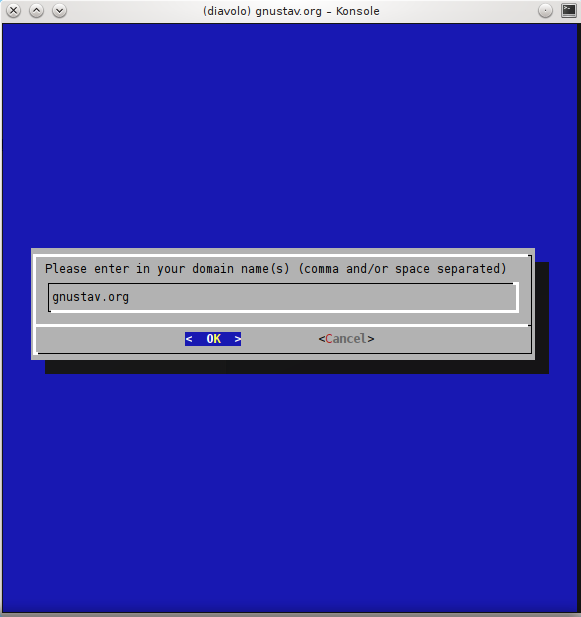 (diavolo) gnustav.org – Konsole
Please enter in your domain name(s) (comma and/or space separated)
gnustav.org
< OK > <Cancel>